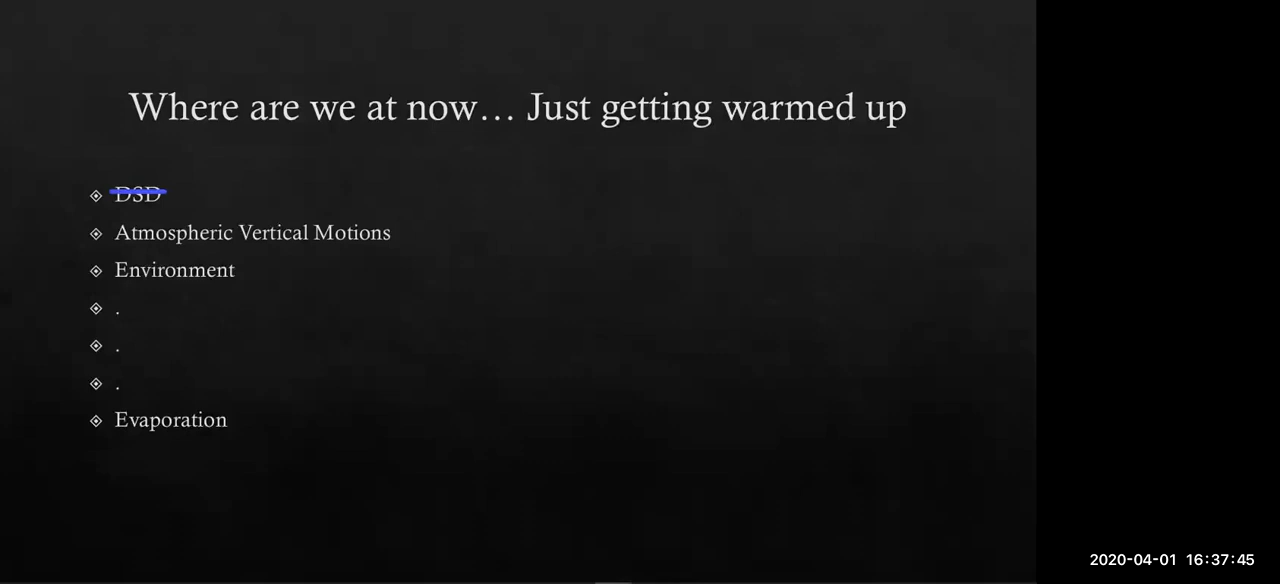 Where are we at now… Just getting warmed up
DSD
Atmospheric Vertical Motions
Environment
.
.
.
Evaporation
2020-04-01 16:37:45